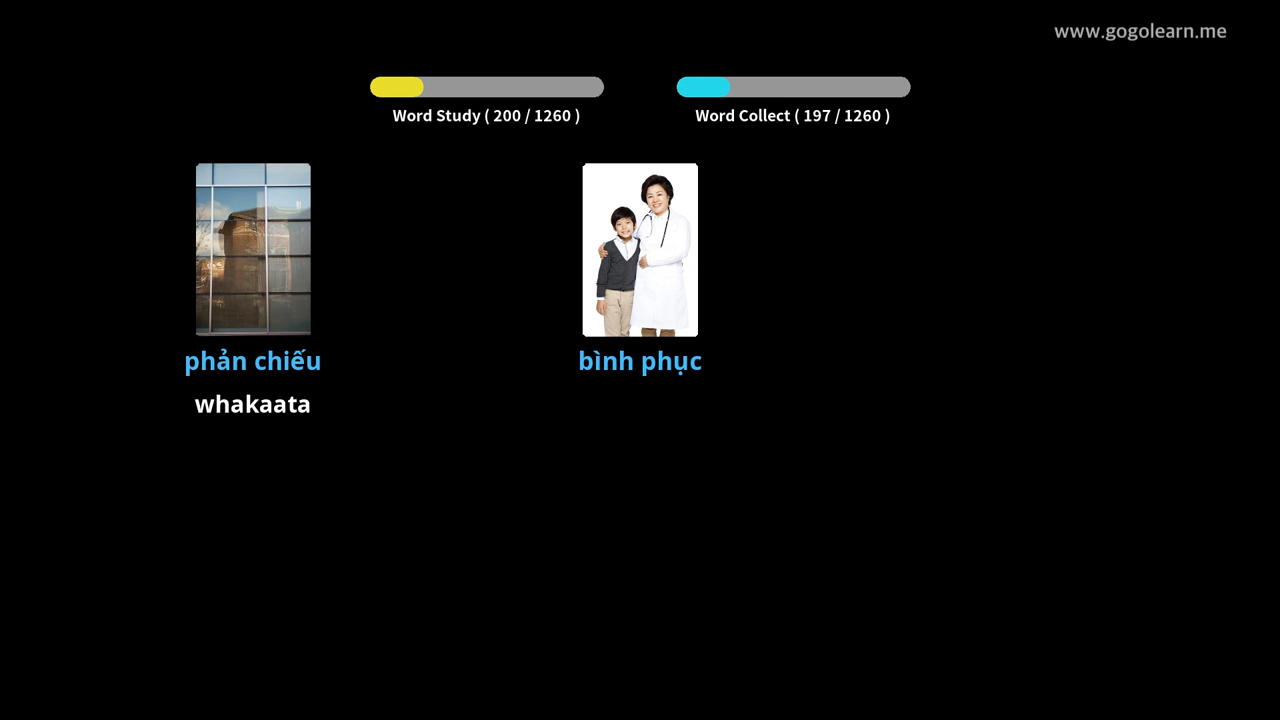 www.gogolearn.me
Word Study ( 200 / 1260 )
Word Collect ( 197 / 1260 )
phản chiếu
bình phục
whakaata